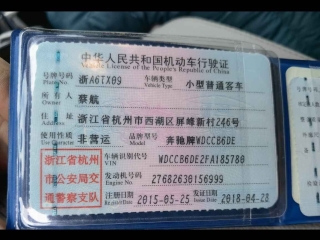 中华人民共和国机动车行驶证
Vehicle License of the People's Republic of China
号牌号码 浙A6TX09 车辆类型 小型普通客车
Plate No. Vehicle Type
所有人 蔡航
Owner
住址 浙江省杭州市西湖区屏峰新村246号
Address
使用性质 非营运 品牌型号 奔驰牌WDCCB6DE
Use Character Model
浙江省杭州 车辆识别代号 WDCCB6DE2FA185780
VIN
市公安局交 发动机号码 27682630156999
Engine No.
通警察支队 注册日期 2015-05-25 发证日期 2018-04-28
Register Date Issue Date